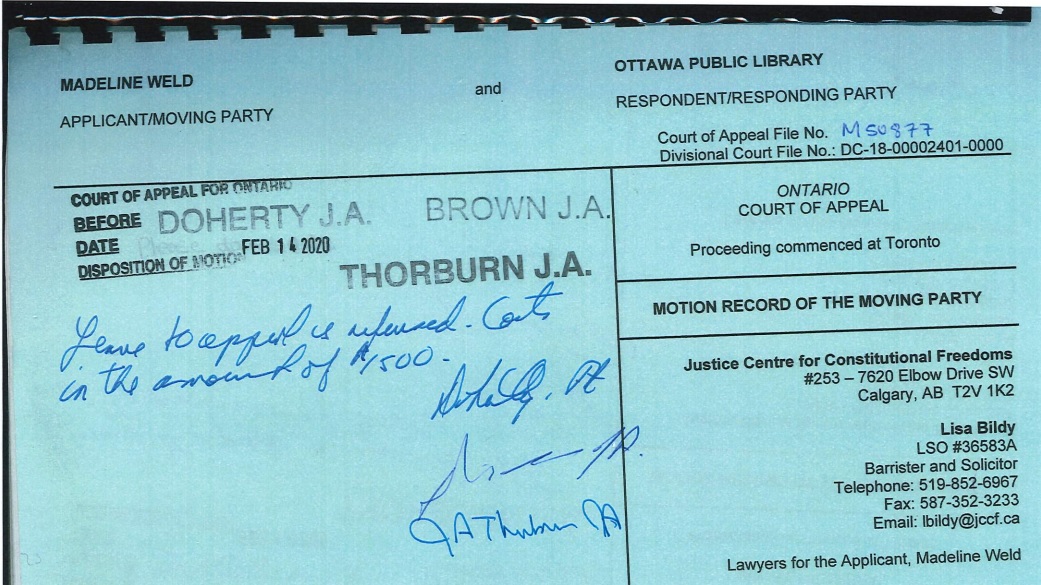 MADELINE WELD
APPLICANT/MOVING PARTY
and
OTTAWA PUBLIC LIBRARY
RESPONDENT/RESPONDING PARTY
Court of Appeal File No. M50877
Divisional Court File No.: DC-18-00002401-0000
COURT OF APPEAL FOR ONTARIO
BEFORE DOHERTY J.A. BROWN J.A.
DATE FEB 14 2020
DISPOSITION OF MOTION
THORBURN J.A.
Leave to appeal is refused. Costs
in the amount of $1500.
JA Thorburn JA
ONTARIO
COURT OF APPEAL
Proceeding commenced at Toronto
MOTION RECORD OF THE MOVING PARTY
Justice Centre for Constitutional Freedoms
#253 – 7620 Elbow Drive SW
Calgary, AB T2V 1K2
Lisa Bildy
LSO #36583A
Barrister and Solicitor
Telephone: 519-852-6967
Fax: 587-352-3233
Email: lbildy@jccf.ca
Lawyers for the Applicant, Madeline Weld